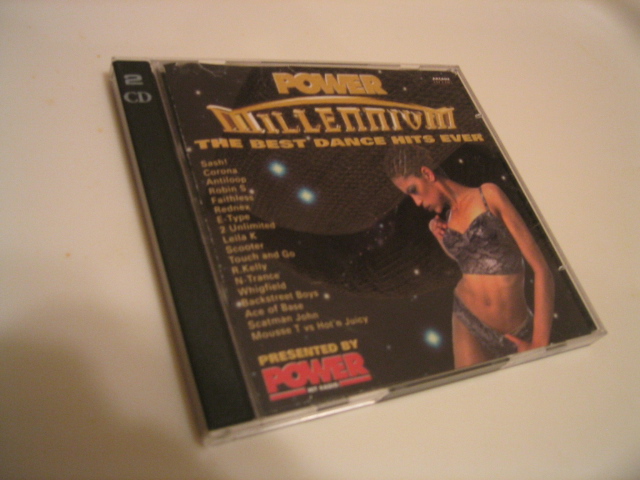 2
CD
POWER
MILLENNIUM
THE BEST DANCE HITS EVER
Sash!
Corona
Antiloop
Robin S
Faithless
Rednex
E-Type
2 Unlimited
Leila K
Scooter
Touch and Go
R.Kelly
N-Trance
Whigfield
Backstreet Boys
Ace of Base
Scatman John
Mousse T vs Hot'n Juicy
PRESENTED BY
POWER
HIT RADIO